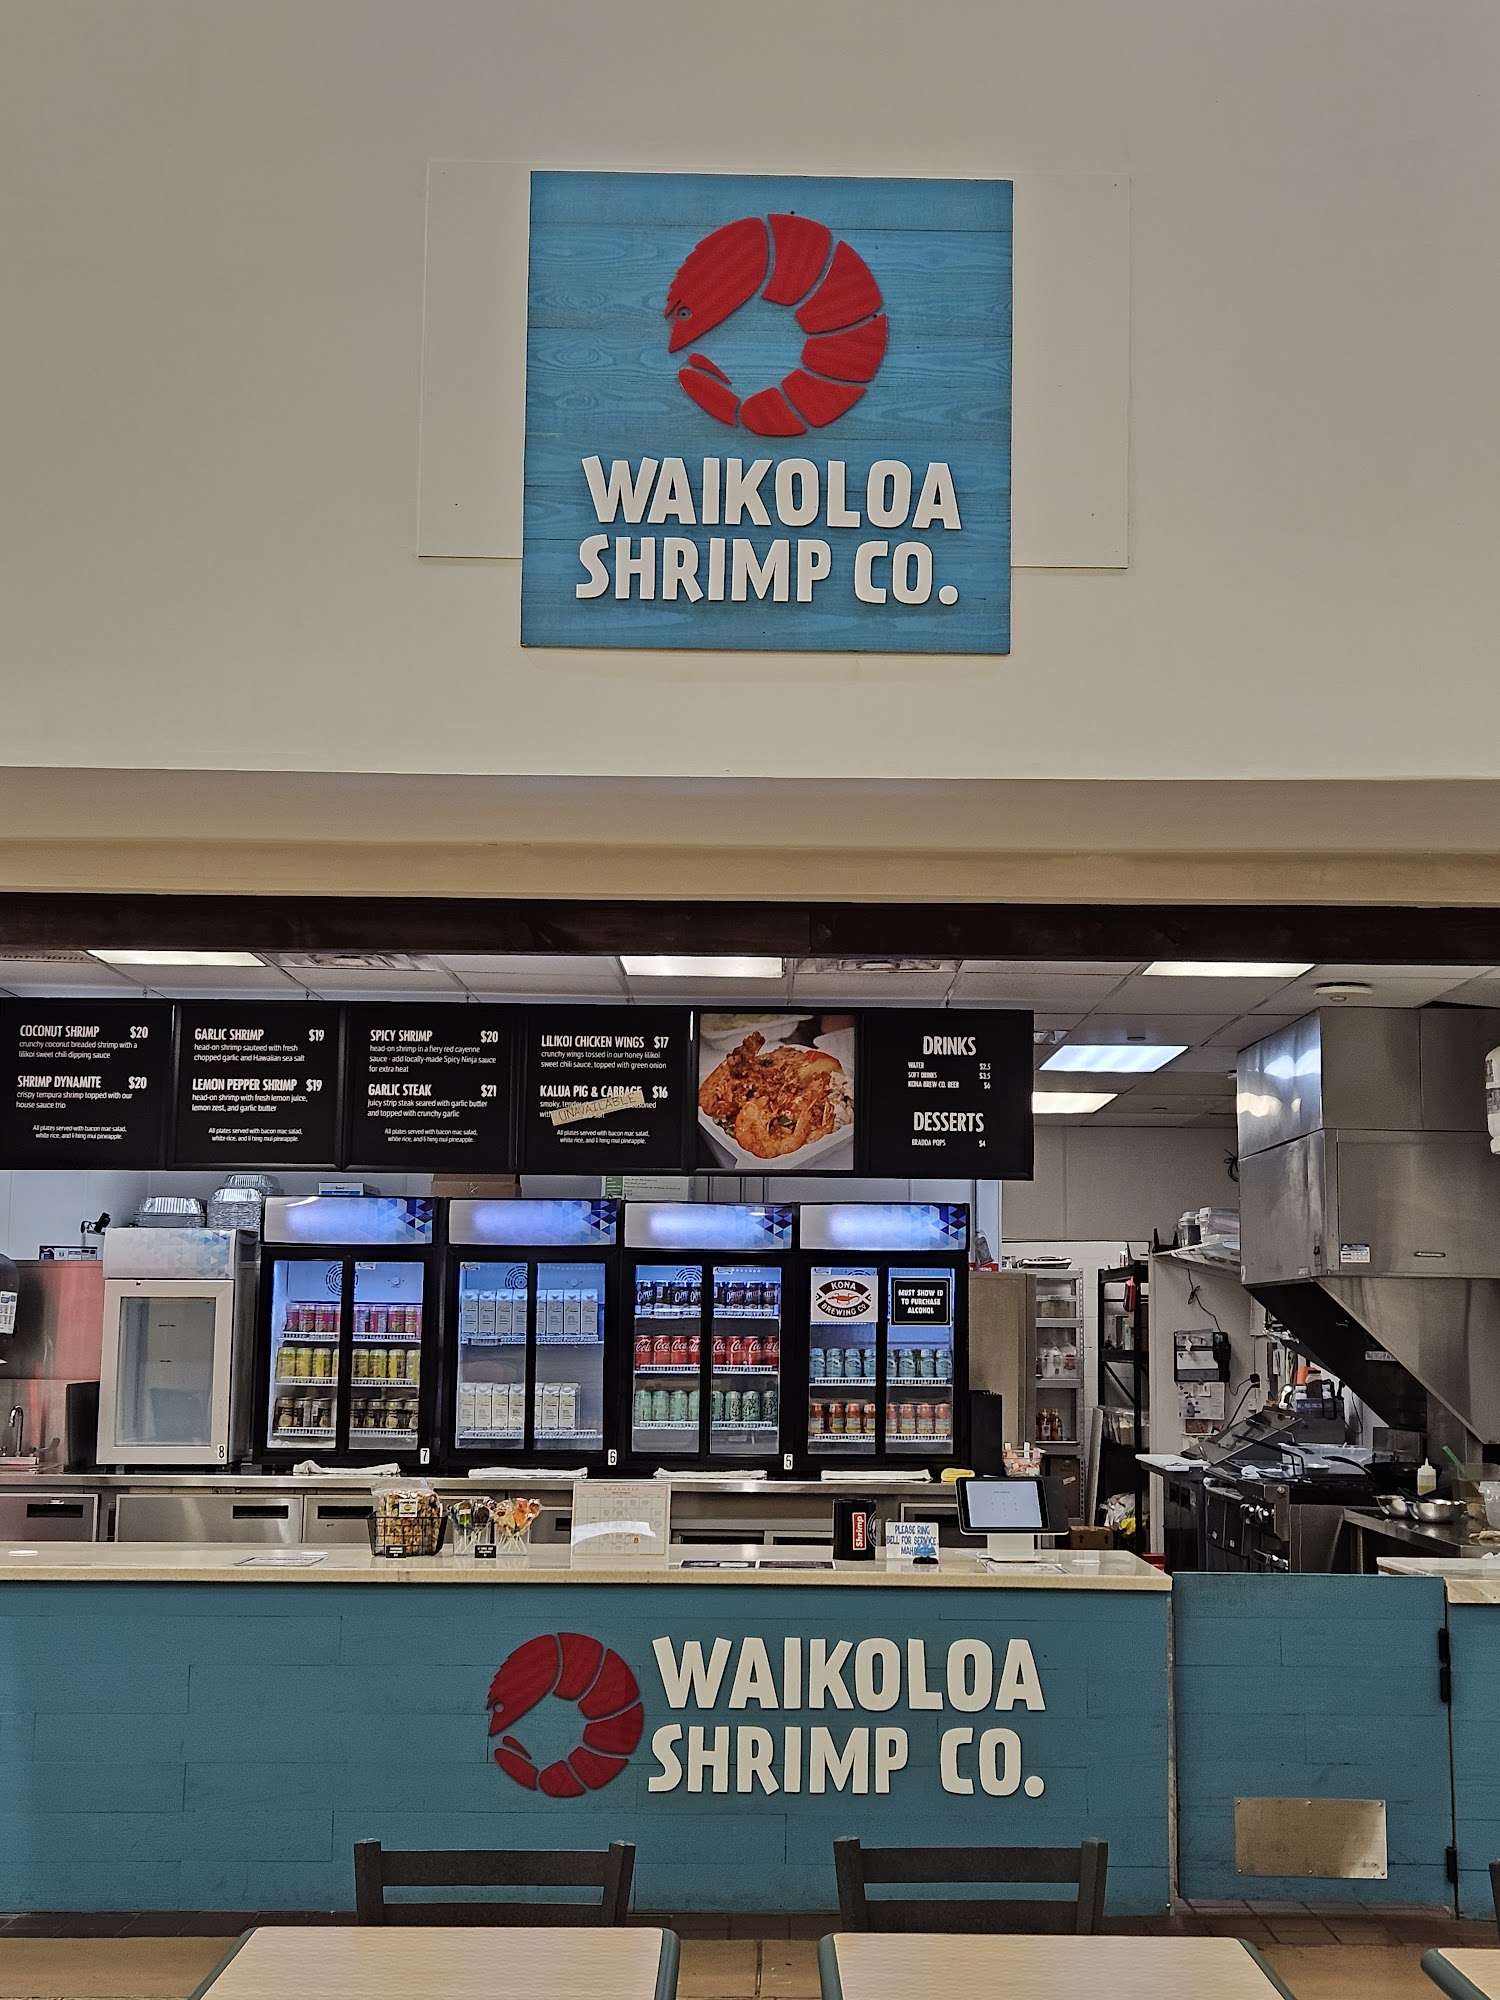 WAIKOLOA
SHRIMP CO.
COCONUT SHRIMP $20
crunchy coconut breaded shrimp with a
lilikoi sweet chili dipping sauce
SHRIMP DYNAMITE $20
crispy tempura shrimp topped with our
house sauce trio
All plates served with bacon mac salad,
white rice, and li hing mui pineapple.
GARLIC SHRIMP $19
head-on shrimp sauteed with fresh
chopped garlic and Hawaiian sea salt
LEMON PEPPER SHRIMP $19
head-on shrimp with fresh lemon juice,
lemon zest, and garlic butter
All plates served with bacon mac salad,
white rice, and li hing mui pineapple.
SPICY SHRIMP $20
head-on shrimp in a fiery red cayenne
sauce - add locally-made Spicy Ninja sauce
for extra heat
GARLIC STEAK $21
juicy strip steak seared with garlic butter
and topped with crunchy garlic
All plates served with bacon mac salad,
white rice, and li hing mui pineapple.
LILIKOI CHICKEN WINGS $17
crunchy wings tossed in our honey lilikoi
sweet chili sauce, topped with green onion
KALUA PIG & CABBAGE $16
smoky,
UNAVAILABLE
All plates served with bacon mac salad,
white rice, and li hing mui pineapple.
DRINKS
WATER $2.5
SOFT DRINKS $3.5
KONA BREW CO. BEER $6
DESSERTS
BRADDA POPS $4
KONA
BREWING CO
MUST SHOW ID
TO PURCHASE
ALCOHOL
8
7
6
5
NOVEMBER
Shrimp
PLEASE RING
BELL FOR SERVICE
WAIKOLOA
SHRIMP CO.